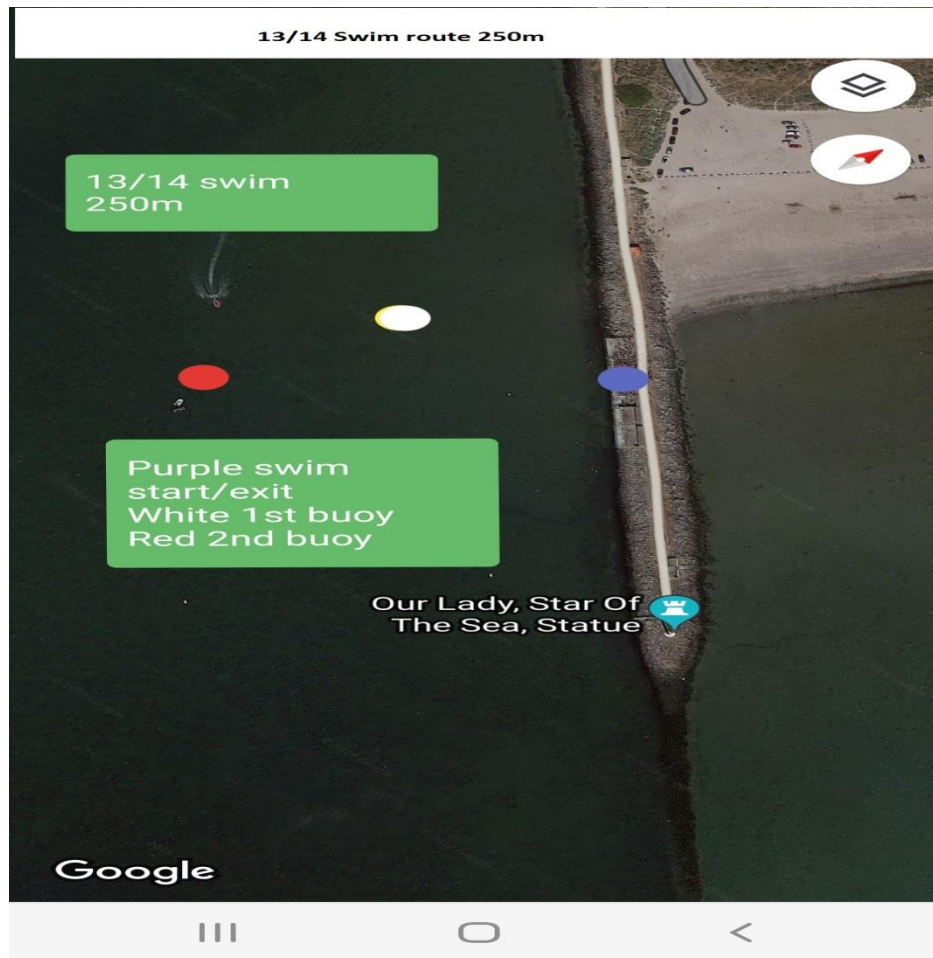 13/14 Swim route 250m
13/14 swim
250m
Purple swim
start/exit
White 1st buoy
Red 2nd buoy
Our Lady, Star Of
The Sea, Statue
Google